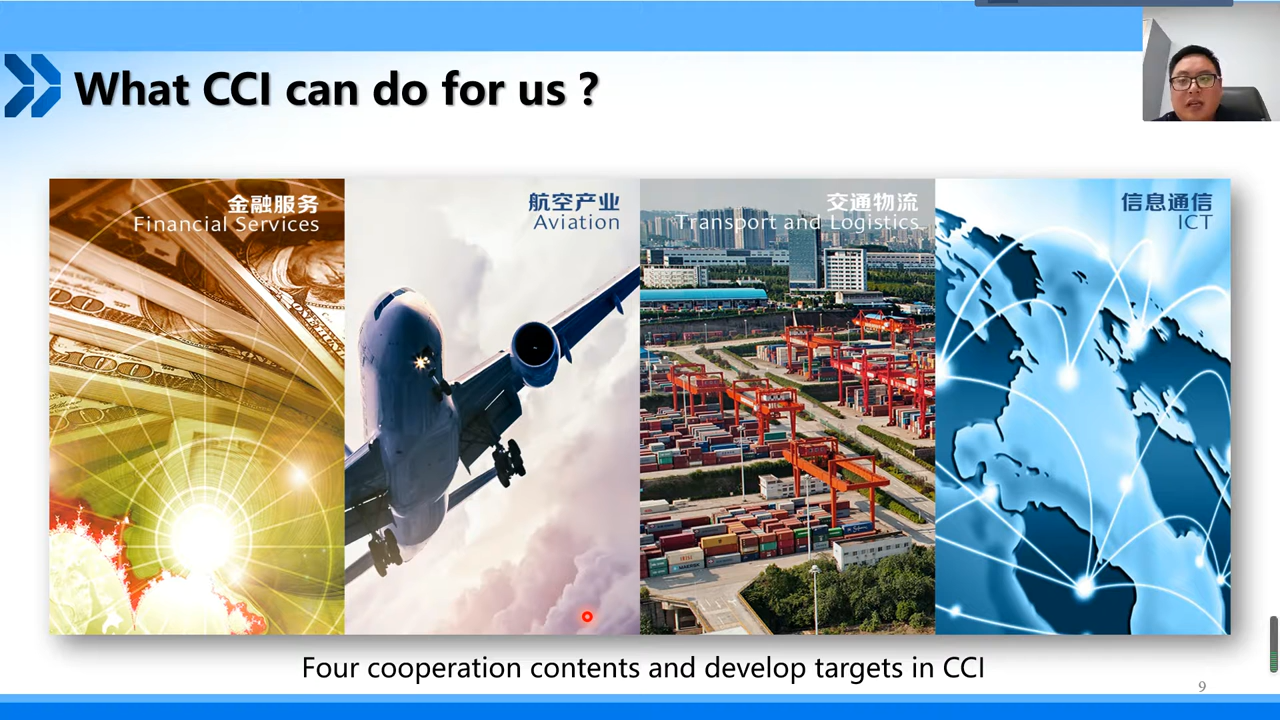 What CCI can do for us ?
金融服务
Financial Services
航空产业
Aviation
交通物流
Transport and Logistics
信息通信
ICT
Four cooperation contents and develop targets in CCI
9